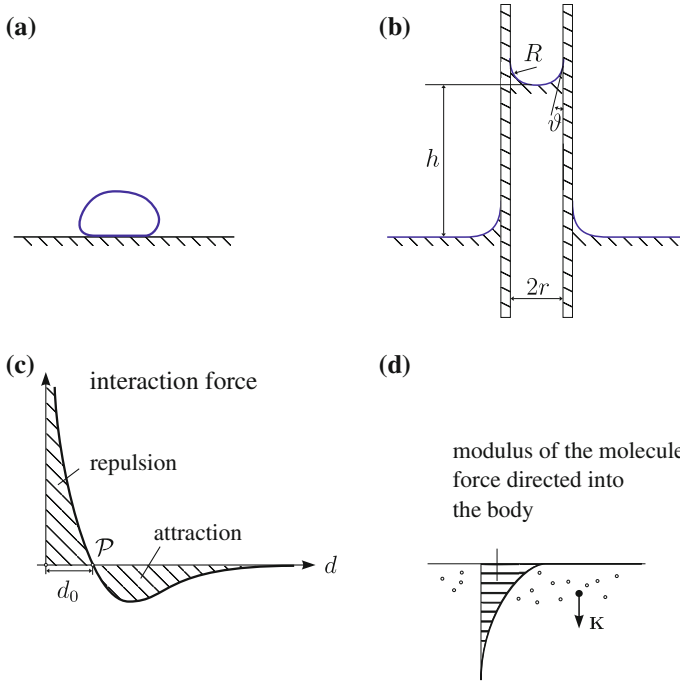 (a)
(b)
R
ϑ
h
2r
(c)
(d)
interaction force
repulsion
attraction
𝒫
d
d₀
modulus of the molecule
force directed into
the body
K